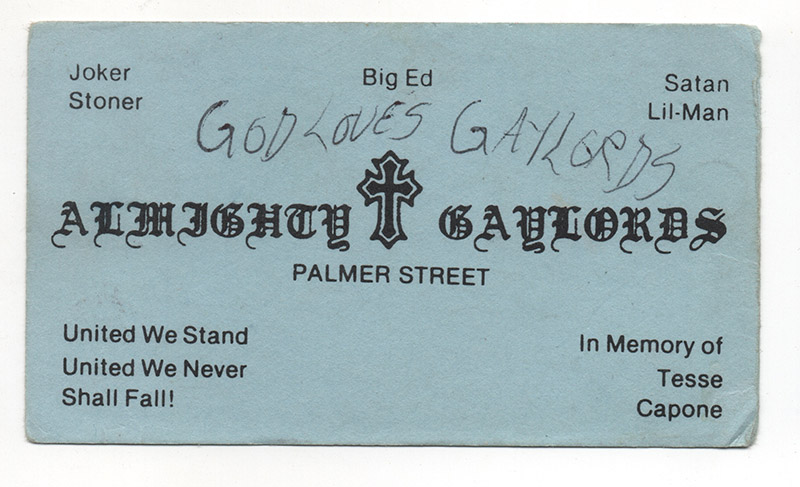 Joker
Stoner
Big Ed
Satan
Lil-Man
GOD LOVES GAYLORDS
ALMIGHTY GAYLORDS
PALMER STREET
United We Stand
United We Never
Shall Fall!
In Memory of
Tesse
Capone